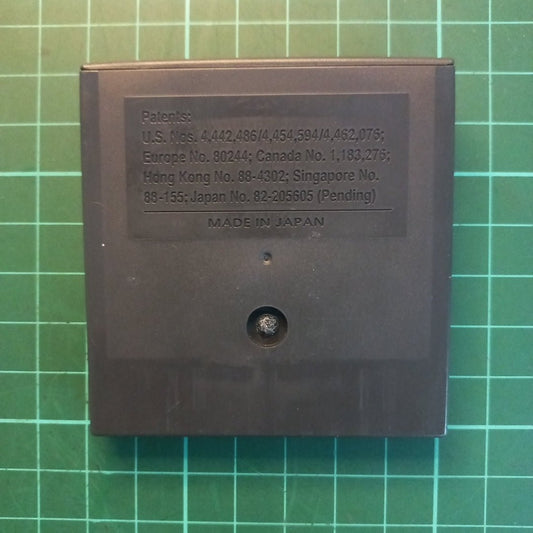 Patents:
U.S. Nos. 4,442,486/4,454,594/4,462,076;
Europe No. 80244; Canada No. 1,183,276;
Hong Kong No. 88-4302; Singapore No.
88-155; Japan No. 82-205605 (Pending)
MADE IN JAPAN